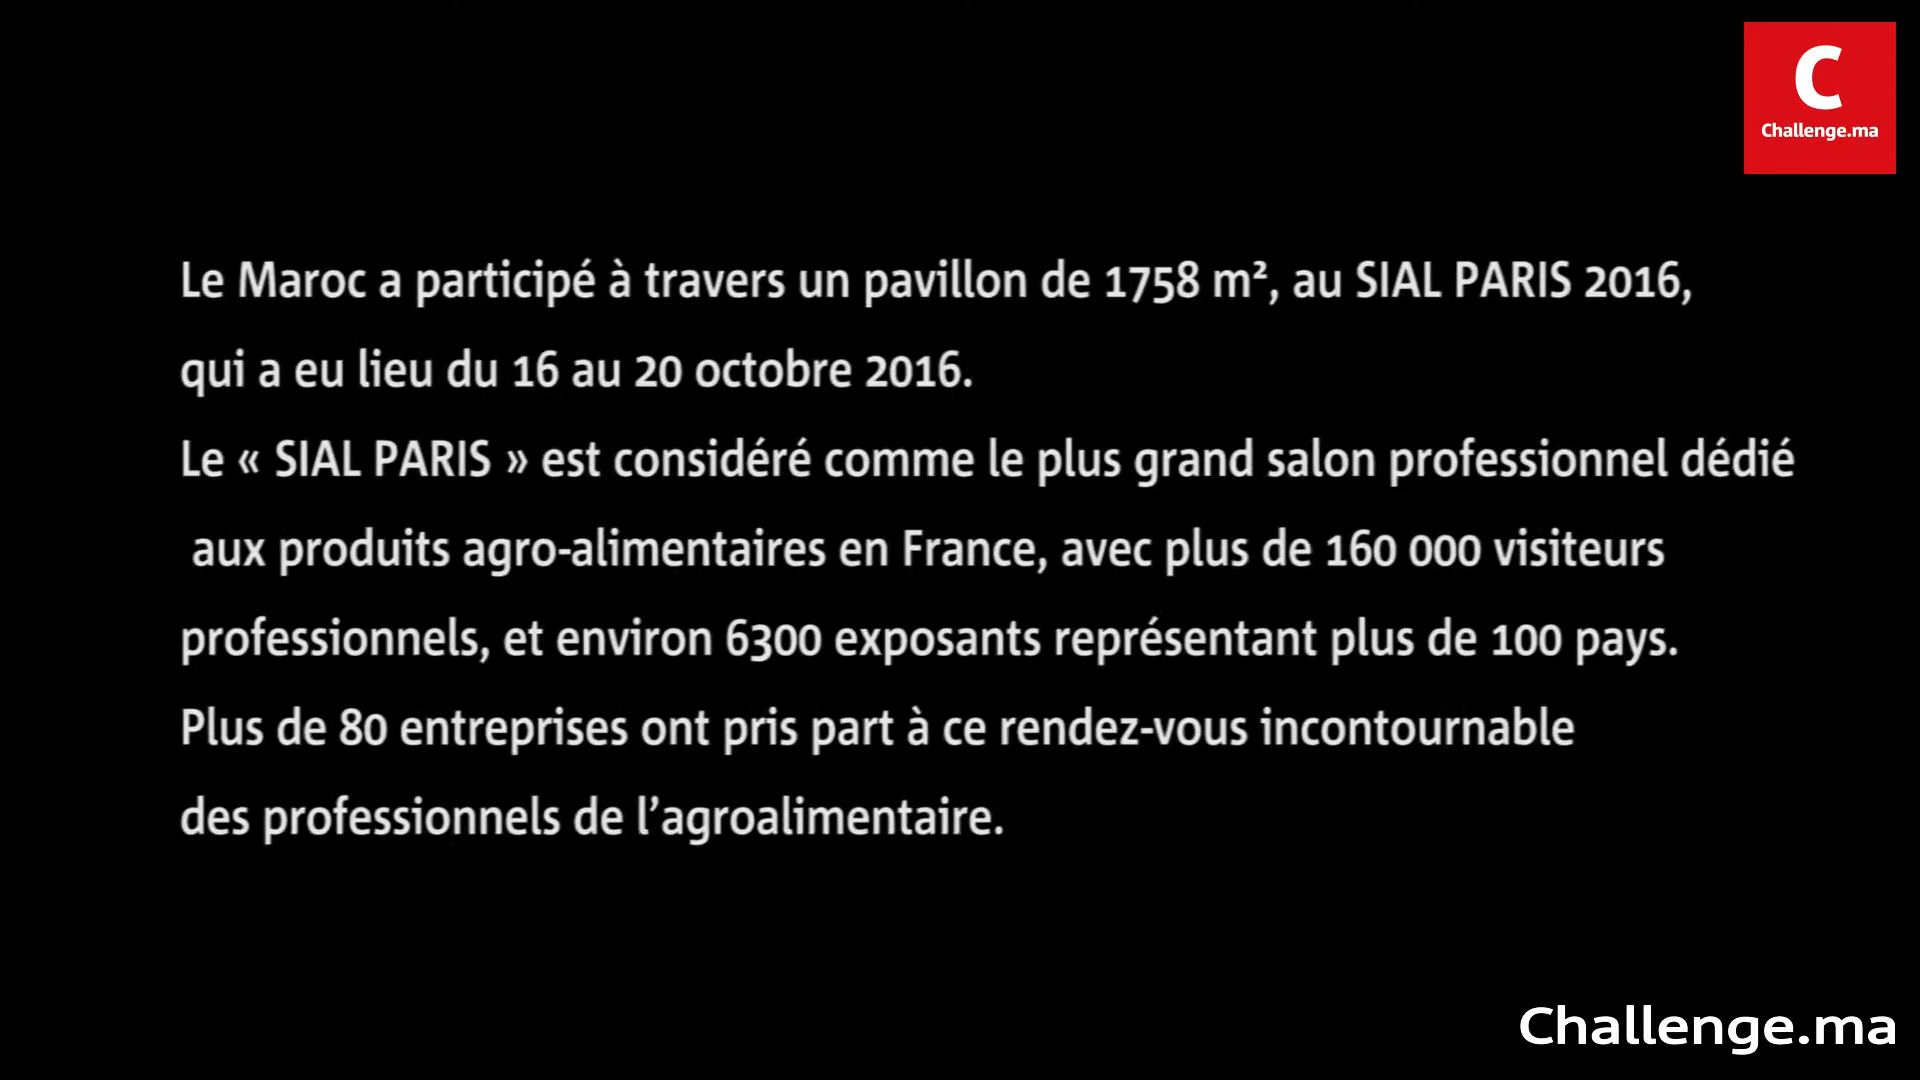 C
Challenge.ma
Le Maroc a participé à travers un pavillon de 1758 m², au SIAL PARIS 2016,
qui a eu lieu du 16 au 20 octobre 2016.
Le « SIAL PARIS » est considéré comme le plus grand salon professionnel dédié
aux produits agro-alimentaires en France, avec plus de 160 000 visiteurs
professionnels, et environ 6300 exposants représentant plus de 100 pays.
Plus de 80 entreprises ont pris part à ce rendez-vous incontournable
des professionnels de l’agroalimentaire.
Challenge.ma